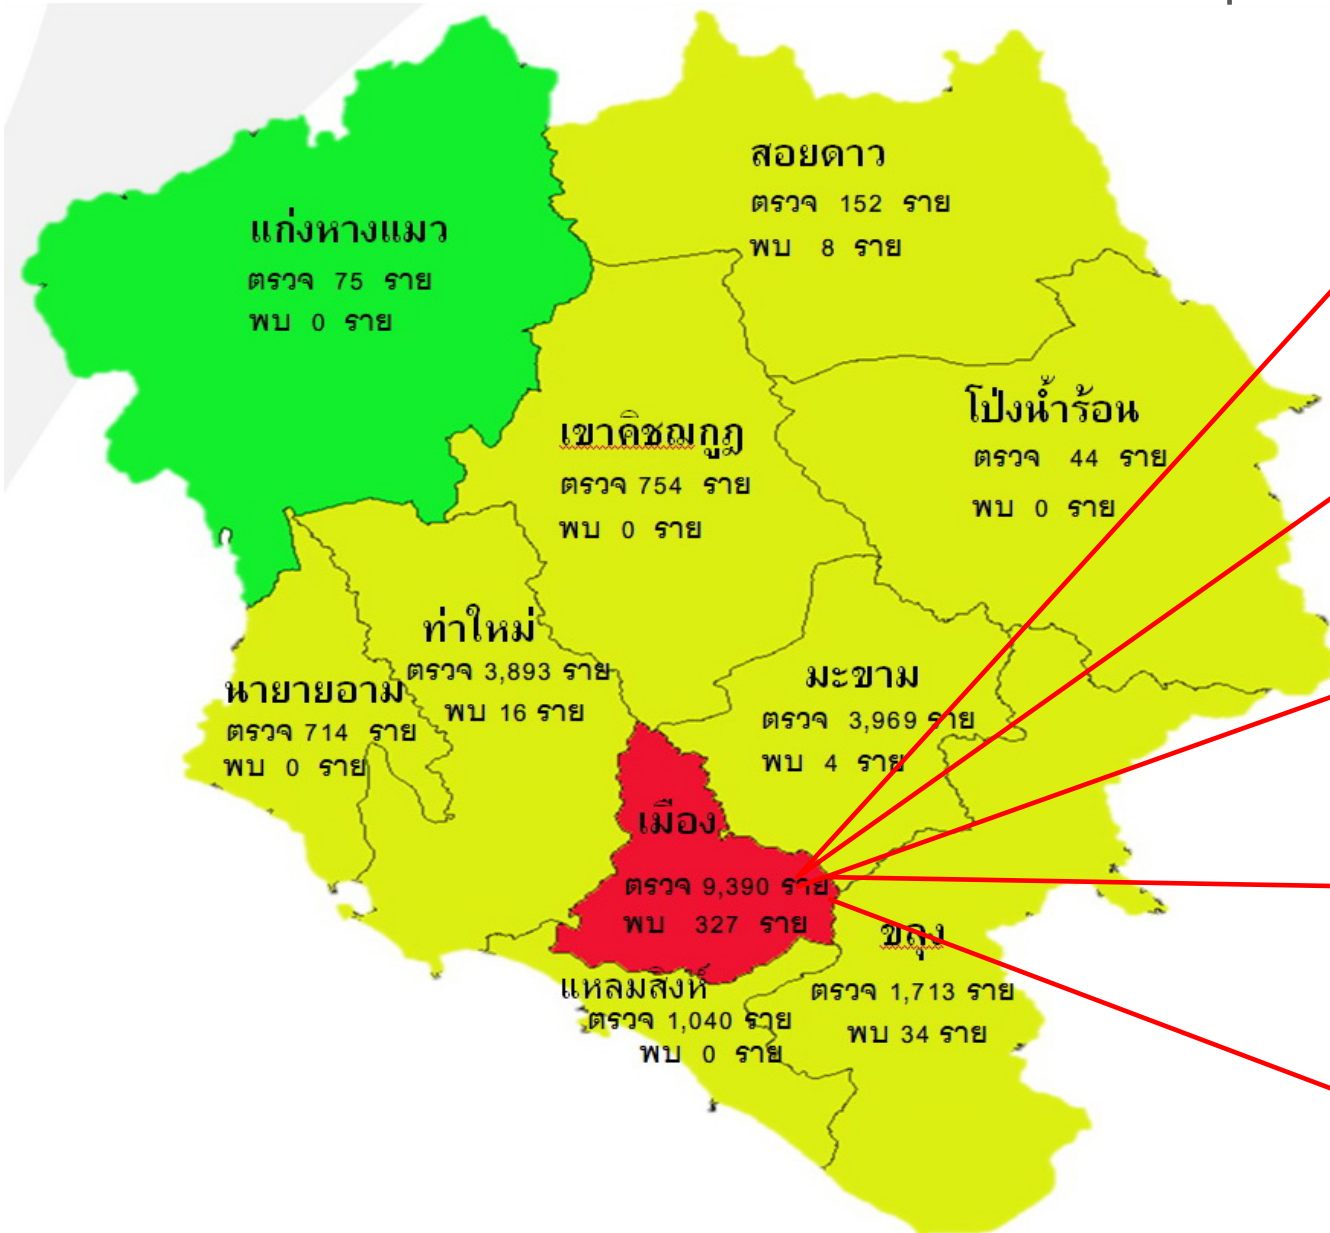 สอยดาว
ตรวจ 152 ราย
พบ 8 ราย
แก่งหางแมว
ตรวจ 75 ราย
พบ 0 ราย
โป่งน้ำร้อน
ตรวจ 44 ราย
พบ 0 ราย
เขาคิชฌกูฏ
ตรวจ 754 ราย
พบ 0 ราย
ท่าใหม่
ตรวจ 3,893 ราย
พบ 16 ราย
มะขาม
ตรวจ 3,969 ราย
พบ 4 ราย
นายายอาม
ตรวจ 714 ราย
พบ 0 ราย
เมือง
ตรวจ 9,390 ราย
พบ 327 ราย
ขลุง
ตรวจ 1,713 ราย
พบ 34 ราย
แหลมสิงห์
ตรวจ 1,040 ราย
พบ 0 ราย